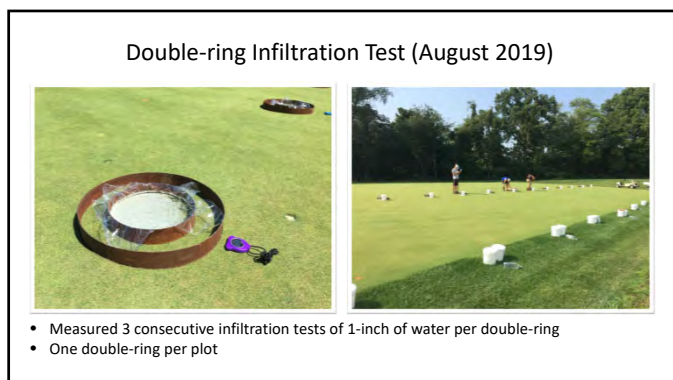 Double-ring Infiltration Test (August 2019)
• Measured 3 consecutive infiltration tests of 1-inch of water per double-ring
• One double-ring per plot